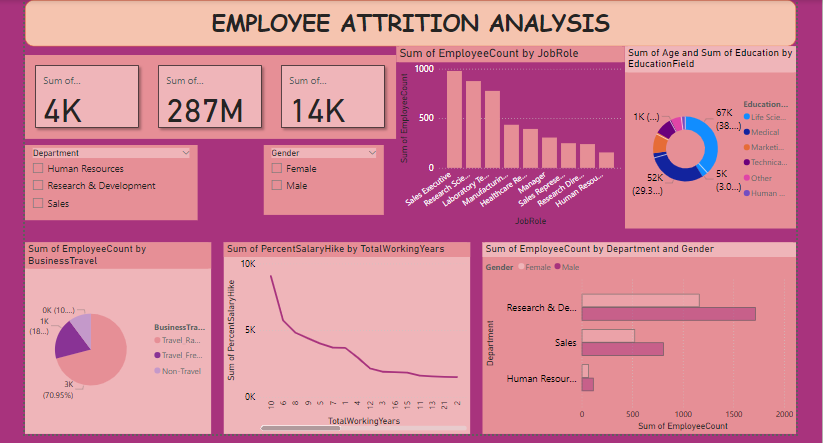 EMPLOYEE ATTRITION ANALYSIS
Sum of...
4K
Sum of...
287M
Sum of...
14K
Department
Human Resources
Research & Development
Sales
Gender
Female
Male
Sum of EmployeeCount by JobRole
Sum of EmployeeCount
1000
500
0
Sales Executive
Research Scie...
Laboratory Te...
Manufacturin...
Healthcare Re...
Manager
Sales Represe...
Research Dire...
Human Resou...
JobRole
Sum of Age and Sum of Education by
EducationField
1K (...)
67K
(38....)
52K
(29.3...)
5K
(3.0...)
Education...
Life Scie...
Medical
Marketi...
Technica...
Other
Human ...
Sum of EmployeeCount by
BusinessTravel
0K (10...)
1K
(18...)
3K
(70.95%)
BusinessTra...
Travel_Ra...
Travel_Fre...
Non-Travel
Sum of PercentSalaryHike by TotalWorkingYears
Sum of PercentSalaryHike
10K
5K
0K
10 6 8 9 5 7 1 4 12 3 16 15 11 13 21 2
TotalWorkingYears
Sum of EmployeeCount by Department and Gender
Gender Female Male
Department
Research & De...
Sales
Human Resour...
0 500 1000 1500 2000
Sum of EmployeeCount